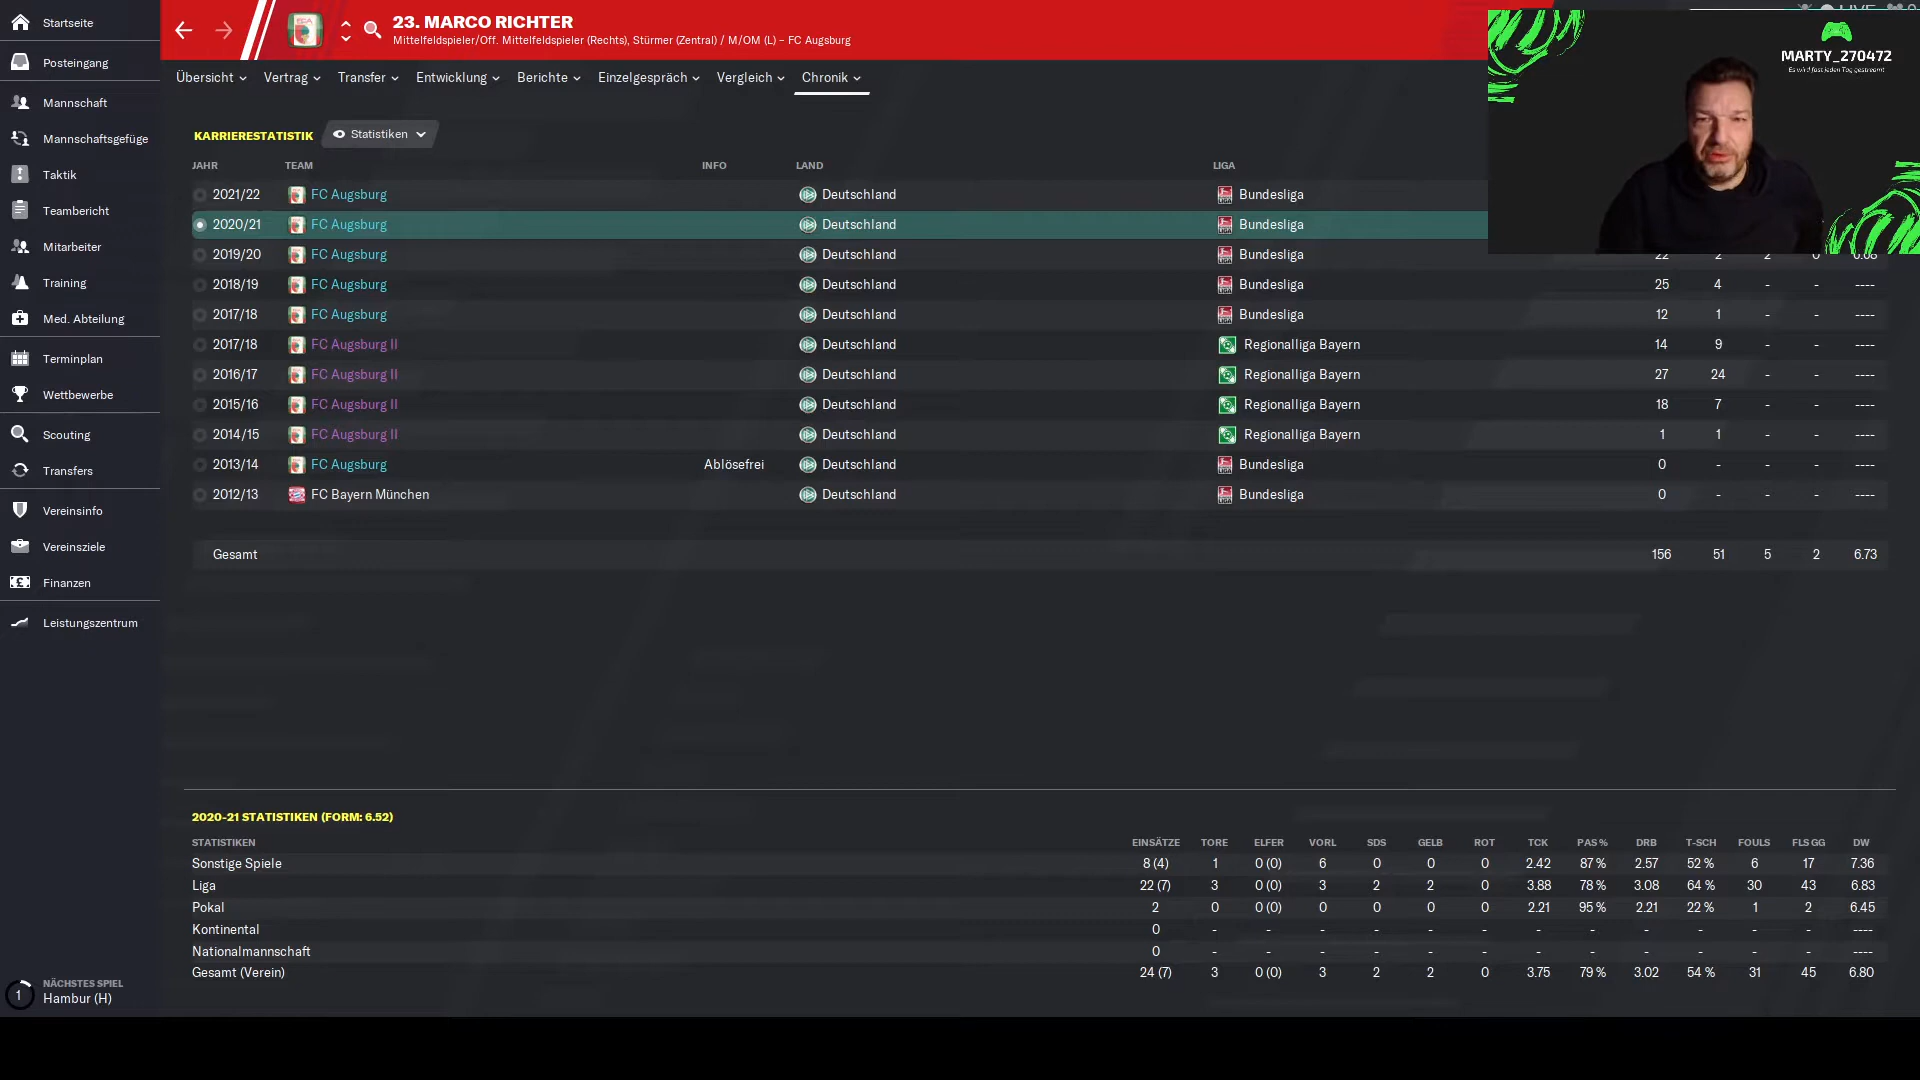 Startseite
Posteingang
Mannschaft
Mannschaftsgefüge
Taktik
Teambericht
Mitarbeiter
Training
Med. Abteilung
Terminplan
Wettbewerbe
Scouting
Transfers
Vereinsinfo
Vereinsziele
Finanzen
Leistungszentrum
1 NÄCHSTES SPIEL
Hambur (H)
23. MARCO RICHTER
Mittelfeldspieler/Off. Mittelfeldspieler (Rechts), Stürmer (Zentral) / M/OM (L) – FC Augsburg
MARTY_270472
Es wird fast jeden Tag gestreamt
Übersicht Vertrag Transfer Entwicklung Berichte Einzelgespräch Vergleich Chronik
KARRIERESTATISTIK Statistiken
JAHR TEAM INFO LAND LIGA
2021/22 FC Augsburg Deutschland Bundesliga
2020/21 FC Augsburg Deutschland Bundesliga
2019/20 FC Augsburg Deutschland Bundesliga 22 2 2 0
2018/19 FC Augsburg Deutschland Bundesliga 25 4 - - ----
2017/18 FC Augsburg Deutschland Bundesliga 12 1 - - ----
2017/18 FC Augsburg II Deutschland Regionalliga Bayern 14 9 - - ----
2016/17 FC Augsburg II Deutschland Regionalliga Bayern 27 24 - - ----
2015/16 FC Augsburg II Deutschland Regionalliga Bayern 18 7 - - ----
2014/15 FC Augsburg II Deutschland Regionalliga Bayern 1 1 - - ----
2013/14 FC Augsburg Ablösefrei Deutschland Bundesliga 0 - - - ----
2012/13 FC Bayern München Deutschland Bundesliga 0 - - - ----
Gesamt 156 51 5 2 6.73
2020-21 STATISTIKEN (FORM: 6.52)
STATISTIKEN EINSÄTZE TORE ELFER VORL SDS GELB ROT TCK PAS % DRB T-SCH FOULS FLS GG DW
Sonstige Spiele 8 (4) 1 0 (0) 6 0 0 0 2.42 87 % 2.57 52 % 6 17 7.36
Liga 22 (7) 3 0 (0) 3 2 2 0 3.88 78 % 3.08 64 % 30 43 6.83
Pokal 2 0 0 (0) 0 0 0 0 2.21 95 % 2.21 22 % 1 2 6.45
Kontinental 0 - - - - - - - - - - - - ----
Nationalmannschaft 0 - - - - - - - - - - - - ----
Gesamt (Verein) 24 (7) 3 0 (0) 3 2 2 0 3.75 79 % 3.02 54 % 31 45 6.80